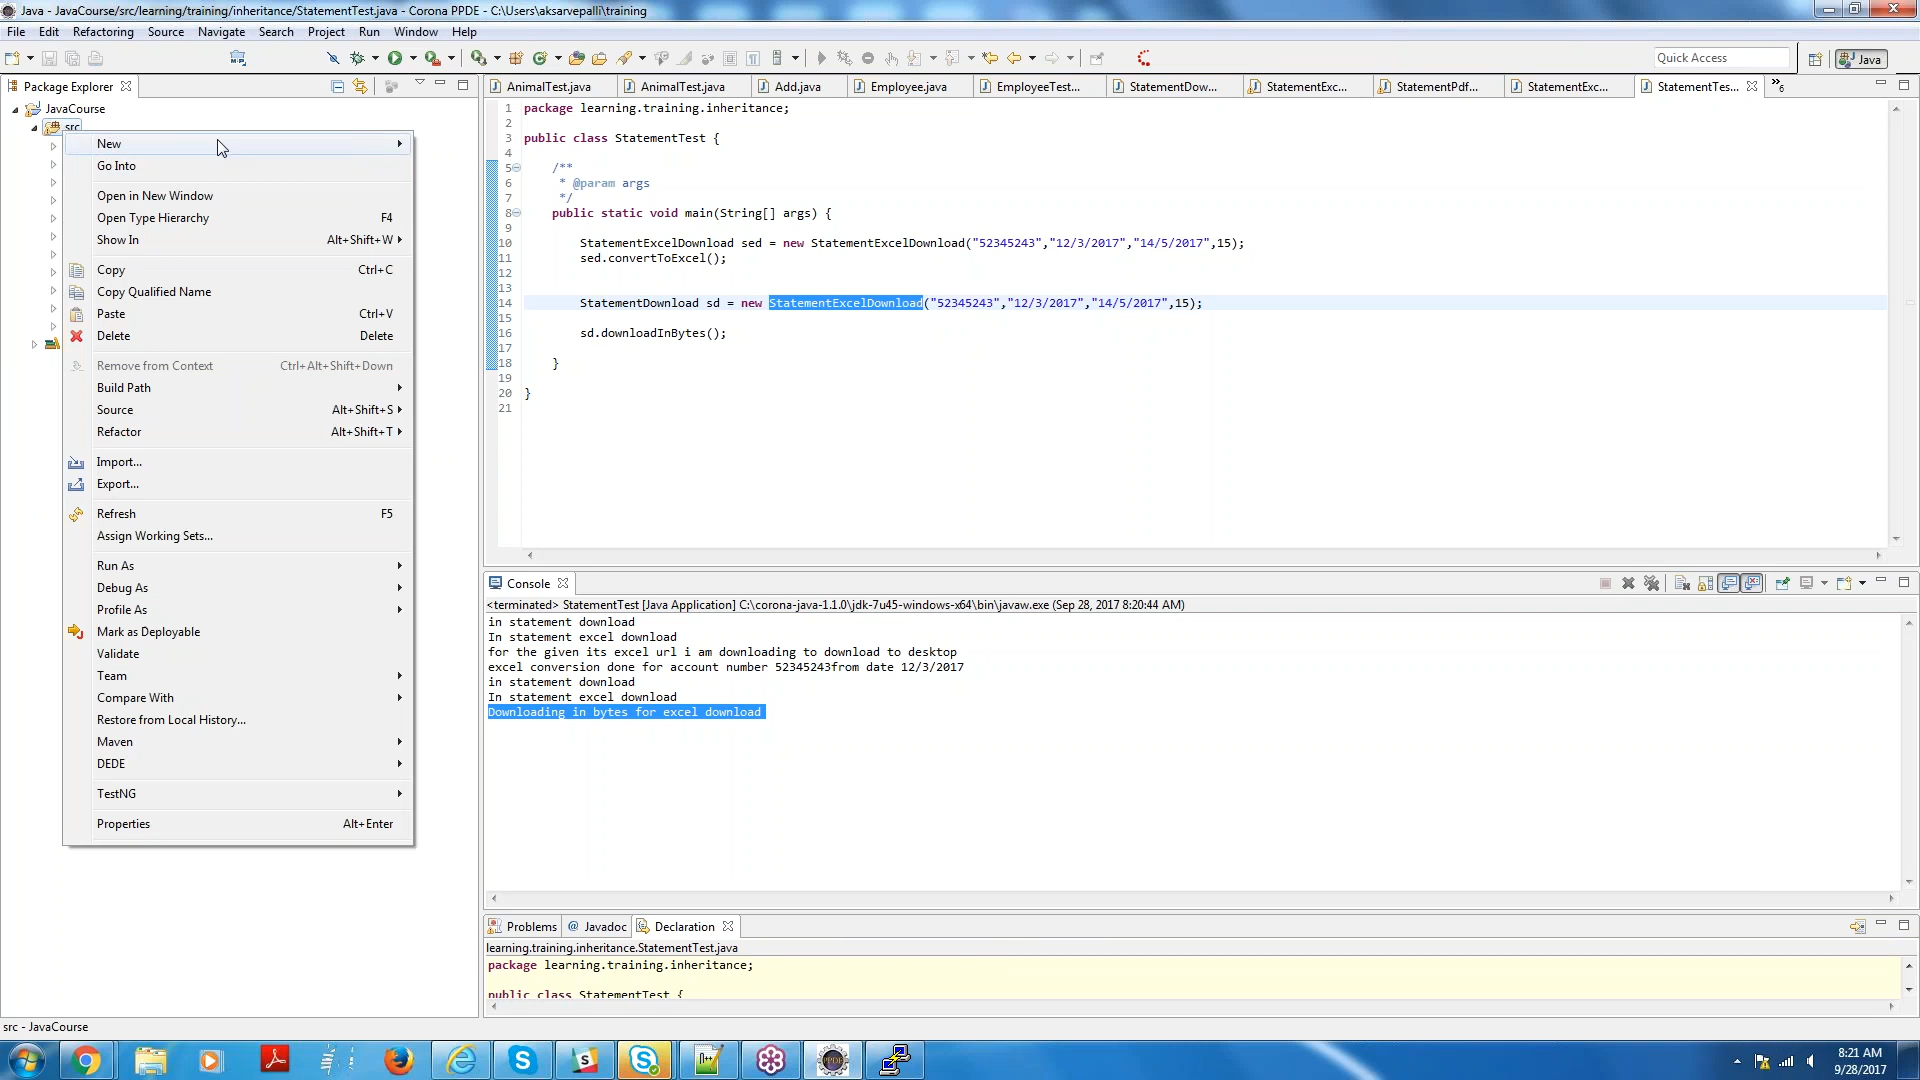 Java - JavaCourse/src/learning/training/inheritance/StatementTest.java - Corona PPDE - C:\Users\aksarvepalli\training
File Edit Refactoring Source Navigate Search Project Run Window Help
Quick Access
Java
Package Explorer
JavaCourse
src
New
Go Into
Open in New Window
Open Type Hierarchy F4
Show In Alt+Shift+W
Copy Ctrl+C
Copy Qualified Name
Paste Ctrl+V
Delete Delete
Remove from Context Ctrl+Alt+Shift+Down
Build Path
Source Alt+Shift+S
Refactor Alt+Shift+T
Import...
Export...
Refresh F5
Assign Working Sets...
Run As
Debug As
Profile As
Mark as Deployable
Validate
Team
Compare With
Restore from Local History...
Maven
DEDE
TestNG
Properties Alt+Enter
AnimalTest.java AnimalTest.java Add.java Employee.java EmployeeTest... StatementDow... StatementExc... StatementPdf... StatementExc... StatementTes... »6
1 package learning.training.inheritance;
2
3 public class StatementTest {
4
5 /**
6 * @param args
7 */
8 public static void main(String[] args) {
9
10 StatementExcelDownload sed = new StatementExcelDownload("52345243","12/3/2017","14/5/2017",15);
11 sed.convertToExcel();
12
13
14 StatementDownload sd = new StatementExcelDownload("52345243","12/3/2017","14/5/2017",15);
15
16 sd.downloadInBytes();
17
18 }
19
20 }
21
Console
<terminated> StatementTest [Java Application] C:\corona-java-1.1.0\jdk-7u45-windows-x64\bin\javaw.exe (Sep 28, 2017 8:20:44 AM)
in statement download
In statement excel download
for the given its excel url i am downloading to download to desktop
excel conversion done for account number 52345243from date 12/3/2017
in statement download
In statement excel download
Downloading in bytes for excel download
Problems @ Javadoc Declaration
learning.training.inheritance.StatementTest.java
package learning.training.inheritance;
public class StatementTest {
src - JavaCourse
8:21 AM
9/28/2017